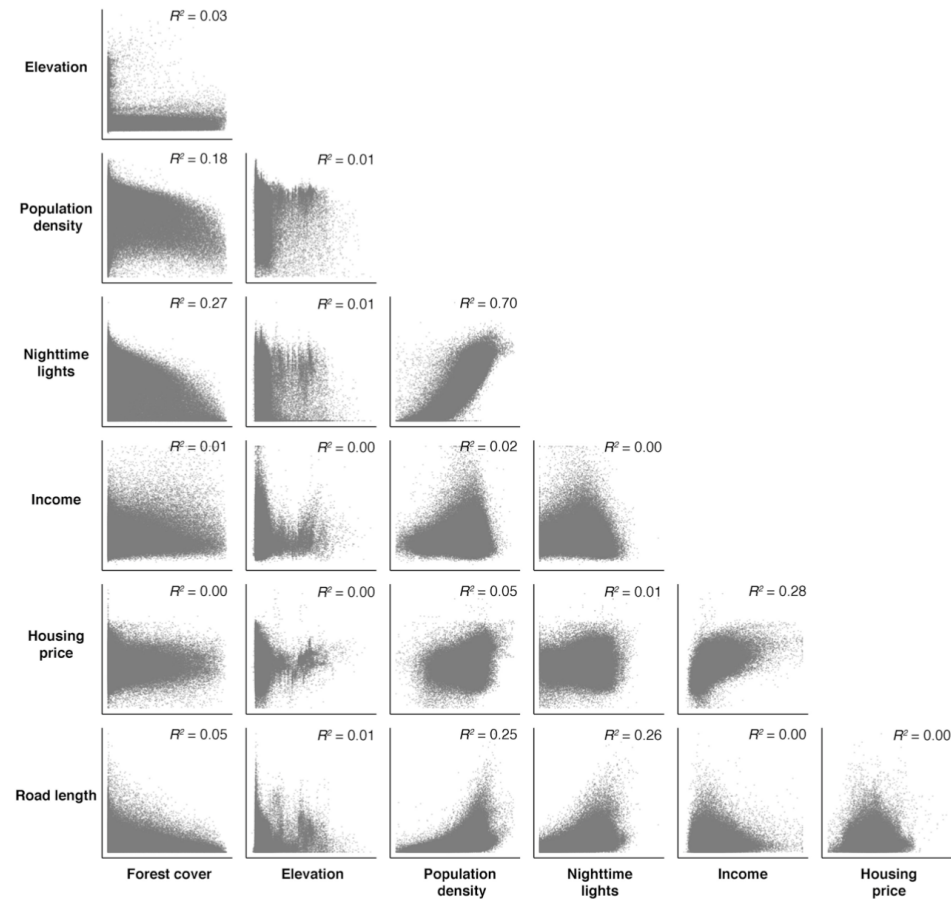 R² = 0.03
Elevation
R² = 0.18
R² = 0.01
Population
density
R² = 0.27
R² = 0.01
R² = 0.70
Nighttime
lights
R² = 0.01
R² = 0.00
R² = 0.02
R² = 0.00
Income
R² = 0.00
R² = 0.00
R² = 0.05
R² = 0.01
R² = 0.28
Housing
price
R² = 0.05
R² = 0.01
R² = 0.25
R² = 0.26
R² = 0.00
R² = 0.00
Road length
Forest cover
Elevation
Population
density
Nighttime
lights
Income
Housing
price